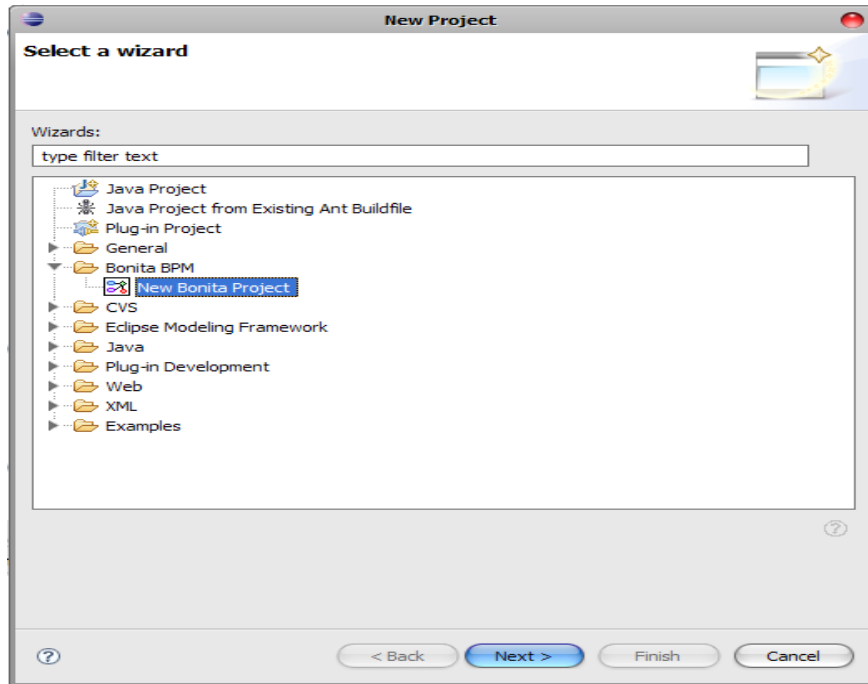 New Project
Select a wizard
Wizards:
type filter text
Java Project
Java Project from Existing Ant Buildfile
Plug-in Project
General
Bonita BPM
New Bonita Project
CVS
Eclipse Modeling Framework
Java
Plug-in Development
Web
XML
Examples
?
? < Back Next > Finish Cancel